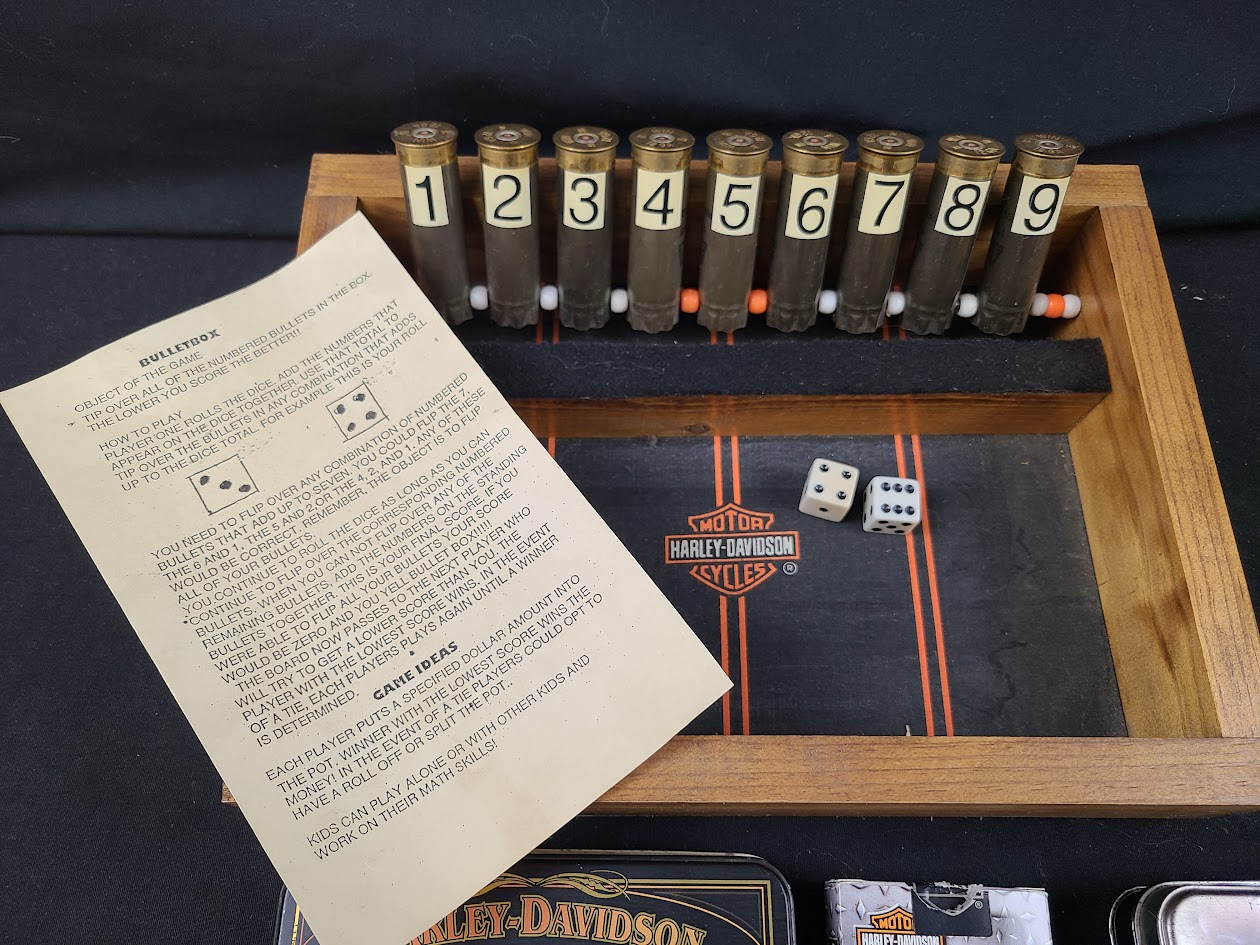 1 2 3 4 5 6 7 8 9
BULLETBOX
OBJECT OF THE GAME
TIP OVER ALL OF THE NUMBERED BULLETS IN THE BOX.
THE LOWER YOU SCORE THE BETTER!!
HOW TO PLAY
PLAYER ONE ROLLS THE DICE. ADD THE NUMBERS THAT
APPEAR ON THE DICE TOGETHER. USE THAT TOTAL TO
TIP OVER THE BULLETS IN ANY COMBINATION THAT ADDS
UP TO THE DICE TOTAL. FOR EXAMPLE THIS IS YOUR ROLL
YOU NEED TO FLIP OVER ANY COMBINATION OF NUMBERED
BULLETS THAT ADD UP TO SEVEN. YOU COULD FLIP THE 7,
THE 6 AND 1, THE 5 AND 2 OR THE 4, 2, AND 1. ANY OF THESE
WOULD BE CORRECT. REMEMBER, THE OBJECT IS TO FLIP
ALL OF YOUR BULLETS.
YOU CONTINUE TO ROLL THE DICE AS LONG AS YOU CAN
CONTINUE TO FLIP OVER CORRESPONDING NUMBERED
BULLETS. WHEN YOU CAN NOT FLIP OVER ANY OF THE
REMAINING BULLETS, ADD THE NUMBERS ON THE STANDING
BULLETS TOGETHER. THIS IS YOUR FINAL SCORE. IF YOU
WERE ABLE TO FLIP ALL YOUR BULLETS YOUR SCORE
WOULD BE ZERO AND YOU YELL BULLET BOX!!!!!
THE BOARD NOW PASSES TO THE NEXT PLAYER WHO
WILL TRY TO GET A LOWER SCORE THAN YOU. THE
PLAYER WITH THE LOWEST SCORE WINS. IN THE EVENT
OF A TIE, EACH PLAYERS PLAYS AGAIN UNTIL A WINNER
IS DETERMINED.
GAME IDEAS
EACH PLAYER PUTS A SPECIFIED DOLLAR AMOUNT INTO
THE POT. WINNER WITH THE LOWEST SCORE WINS THE
MONEY! IN THE EVENT OF A TIE PLAYERS COULD OPT TO
HAVE A ROLL OFF OR SPLIT THE POT..
KIDS CAN PLAY ALONE OR WITH OTHER KIDS AND
WORK ON THEIR MATH SKILLS!
MOTOR
HARLEY-DAVIDSON
CYCLES
®
RLEY-DAVIDSON
MOTO
HARLEY-DAVIDSON